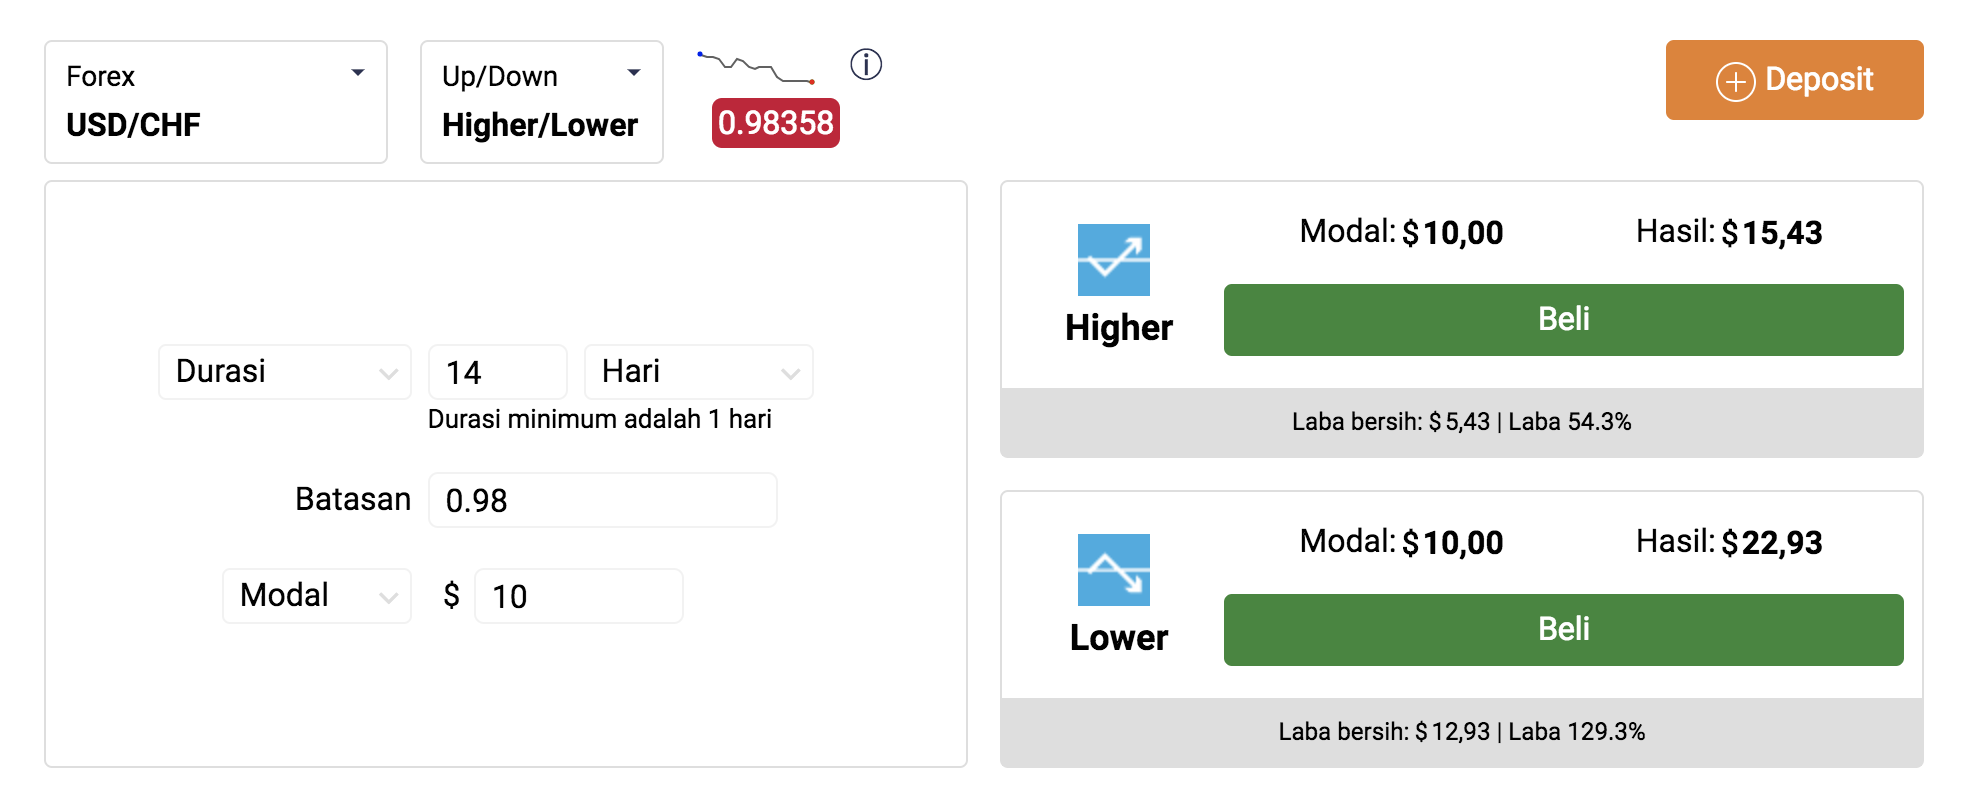 Forex
USD/CHF
Up/Down
Higher/Lower
0.98358
Deposit
Durasi
14
Hari
Durasi minimum adalah 1 hari
Batasan
0.98
Modal
$
10
Higher
Modal: $ 10,00
Hasil: $ 15,43
Beli
Laba bersih: $ 5,43 | Laba 54.3%
Lower
Modal: $ 10,00
Hasil: $ 22,93
Beli
Laba bersih: $ 12,93 | Laba 129.3%